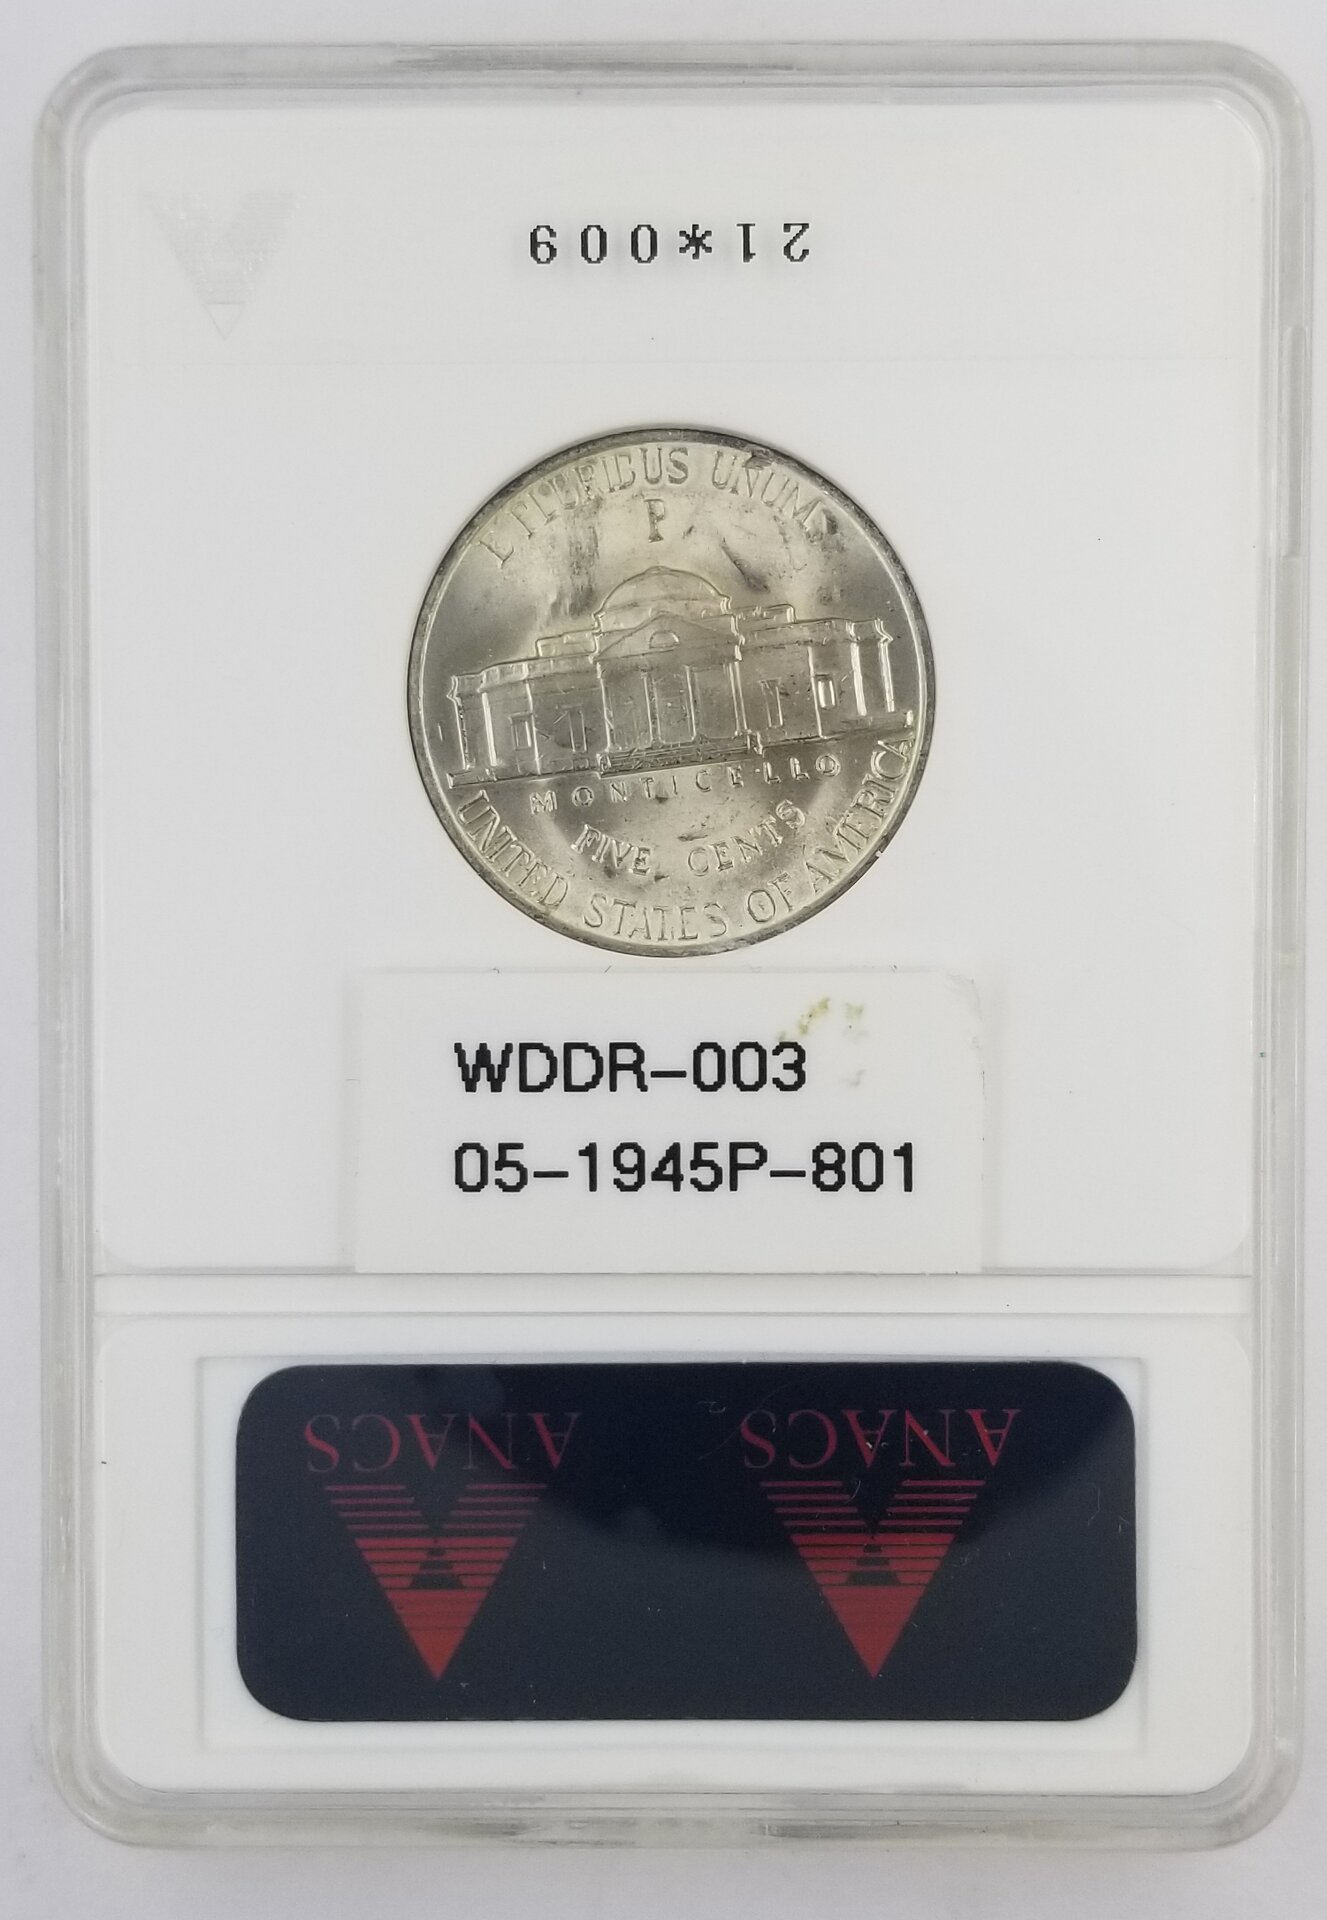 21*009
E PLURIBUS UNUM
P
MONTICELLO
FIVE CENTS
UNITED STATES OF AMERICA
WDDR-003
05-1945P-801
ANACS ANACS